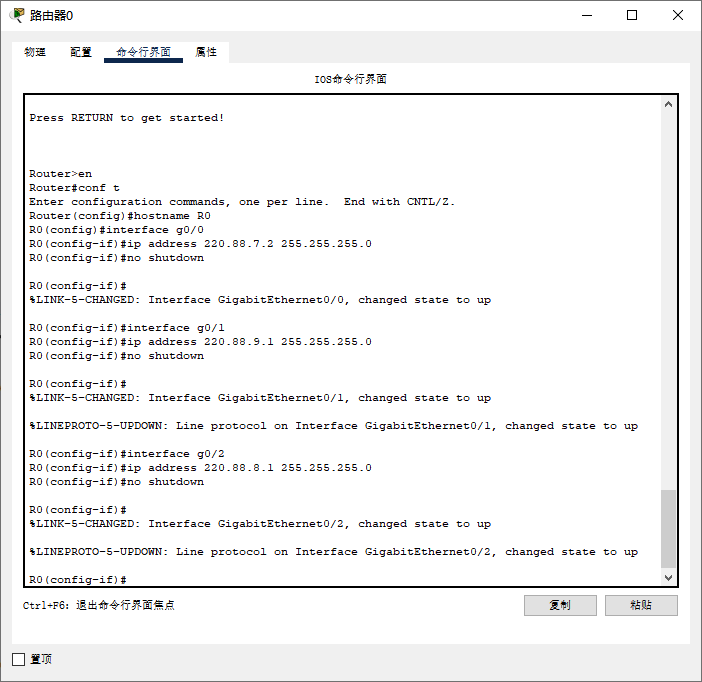 路由器0
物理 配置 命令行界面 属性
IOS命令行界面
Press RETURN to get started!
Router>en
Router#conf t
Enter configuration commands, one per line.  End with CNTL/Z.
Router(config)#hostname R0
R0(config)#interface g0/0
R0(config-if)#ip address 220.88.7.2 255.255.255.0
R0(config-if)#no shutdown
R0(config-if)#
%LINK-5-CHANGED: Interface GigabitEthernet0/0, changed state to up
R0(config-if)#interface g0/1
R0(config-if)#ip address 220.88.9.1 255.255.255.0
R0(config-if)#no shutdown
R0(config-if)#
%LINK-5-CHANGED: Interface GigabitEthernet0/1, changed state to up
%LINEPROTO-5-UPDOWN: Line protocol on Interface GigabitEthernet0/1, changed state to up
R0(config-if)#interface g0/2
R0(config-if)#ip address 220.88.8.1 255.255.255.0
R0(config-if)#no shutdown
R0(config-if)#
%LINK-5-CHANGED: Interface GigabitEthernet0/2, changed state to up
%LINEPROTO-5-UPDOWN: Line protocol on Interface GigabitEthernet0/2, changed state to up
R0(config-if)#
Ctrl+F6: 退出命令行界面焦点 复制 粘贴
置顶